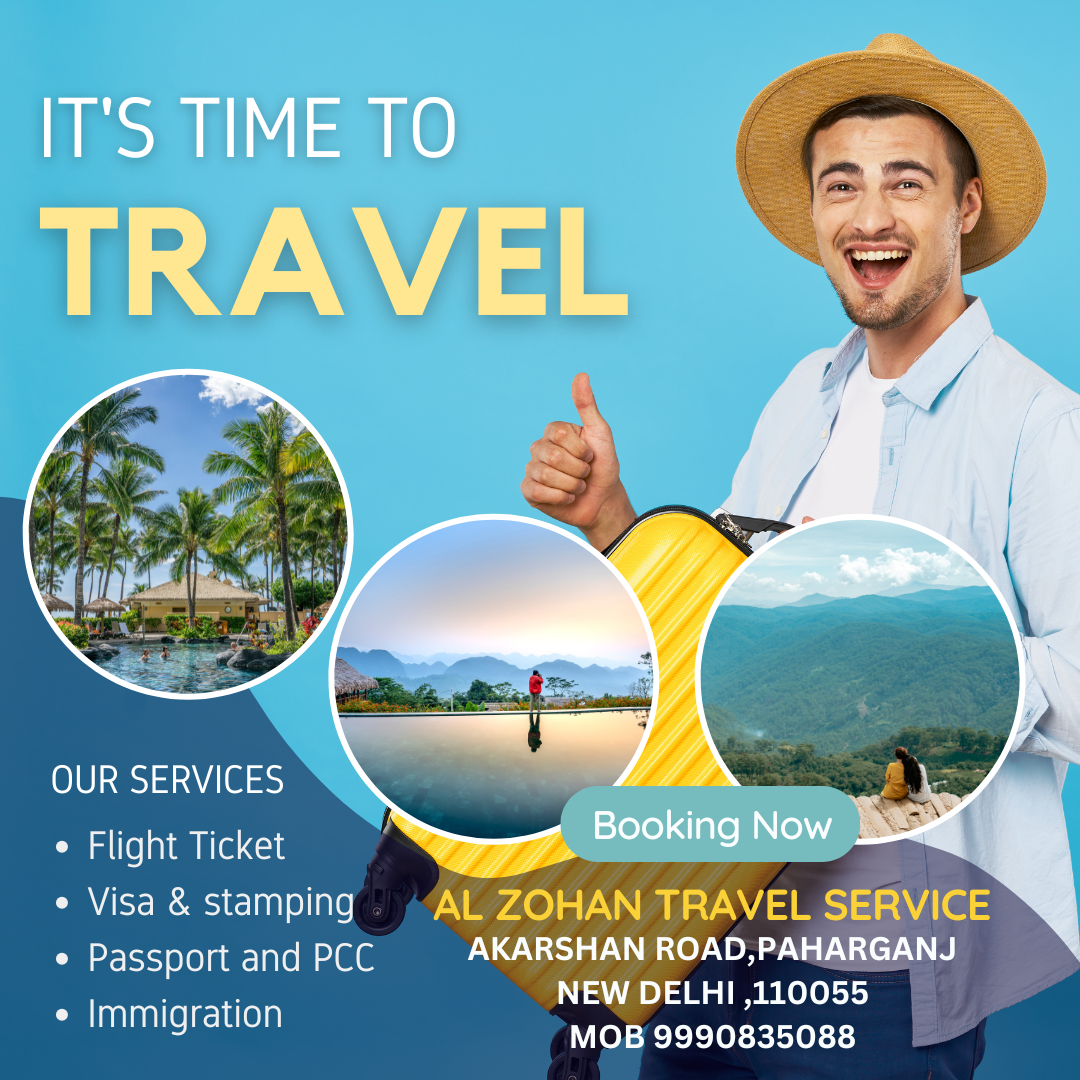 IT'S TIME TO
TRAVEL
OUR SERVICES
• Flight Ticket
• Visa & stamping
• Passport and PCC
• Immigration
Booking Now
AL ZOHAN TRAVEL SERVICE
AKARSHAN ROAD,PAHARGANJ
NEW DELHI ,110055
MOB 9990835088